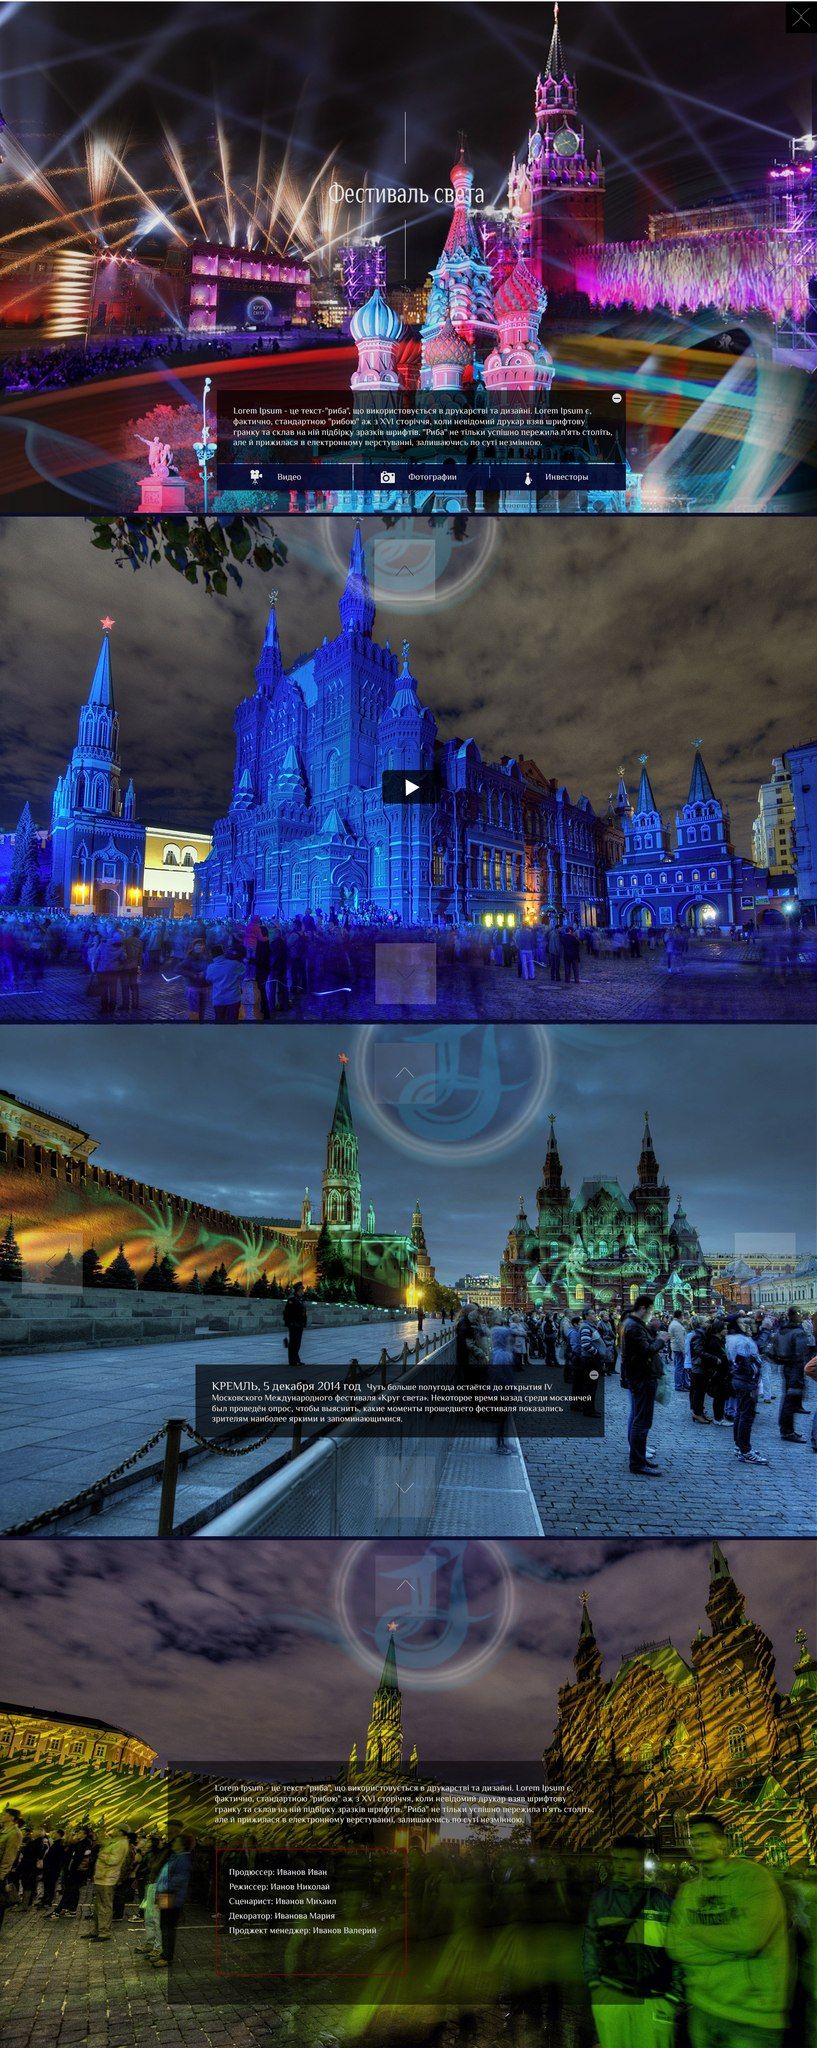 Фестиваль света
КРУГ
СВЕТА
Lorem Ipsum - це текст-"риба", що використовується в друкарстві та дизайні. Lorem Ipsum є,
фактично, стандартною "рибою" аж з XVI сторіччя, коли невідомий друкар взяв шрифтову
гранку та склав на ній підбірку зразків шрифтів. "Риба" не тільки успішно пережила п'ять століть,
але й прижилася в електронному верстуванні, залишаючись по суті незмінною.
Видео
Фотографии
Инвесторы
КРЕМЛЬ, 5 декабря 2014 год Чуть больше полугода остаётся до открытия IV
Московского Международного фестиваля «Круг света». Некоторое время назад среди москвичей
был проведён опрос, чтобы выяснить, какие моменты прошедшего фестиваля показались
зрителям наиболее яркими и запоминающимися.
Lorem Ipsum - це текст-"риба", що використовується в друкарстві та дизайні. Lorem Ipsum є,
фактично, стандартною "рибою" аж з XVI сторіччя, коли невідомий друкар взяв шрифтову
гранку та склав на ній підбірку зразків шрифтів. "Риба" не тільки успішно пережила п'ять століть,
але й прижилася в електронному верстуванні, залишаючись по суті незмінною.
Продюссер: Иванов Иван
Режиссер: Ианов Николай
Сценарист: Иванов Михаил
Декоратор: Иванова Мария
Проджект менеджер: Иванов Валерий